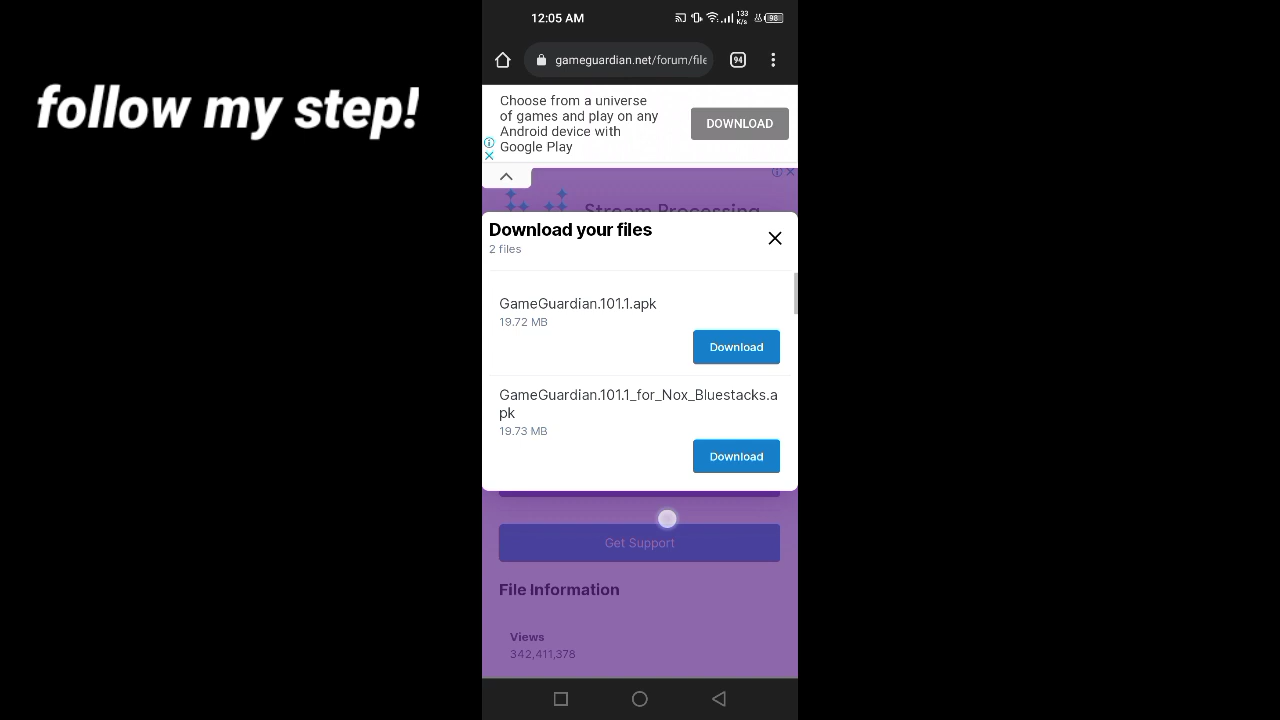 follow my step!
12:05 AM
133
K/s
98
gameguardian.net/forum/file
94
Choose from a universe
of games and play on any
Android device with
Google Play
DOWNLOAD
Stream Processing
Download your files
2 files
GameGuardian.101.1.apk
19.72 MB
Download
GameGuardian.101.1_for_Nox_Bluestacks.a
pk
19.73 MB
Download
Get Support
File Information
Views
342,411,378